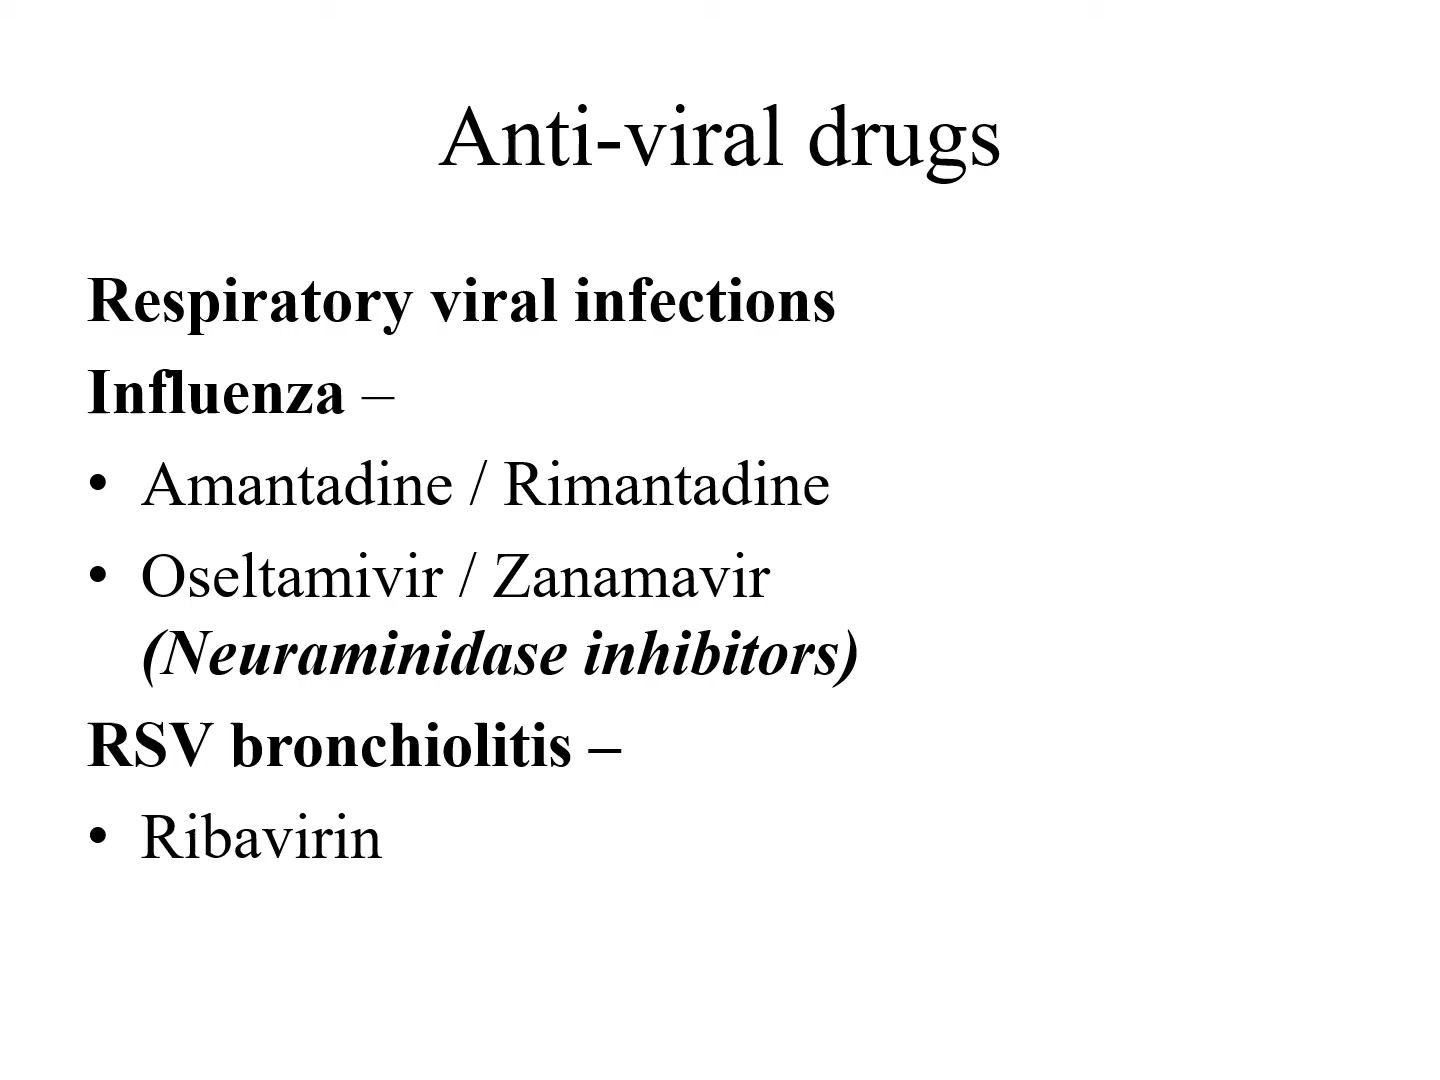 Anti-viral drugs
Respiratory viral infections
Influenza –
• Amantadine / Rimantadine
• Oseltamivir / Zanamavir
(Neuraminidase inhibitors)
RSV bronchiolitis –
• Ribavirin